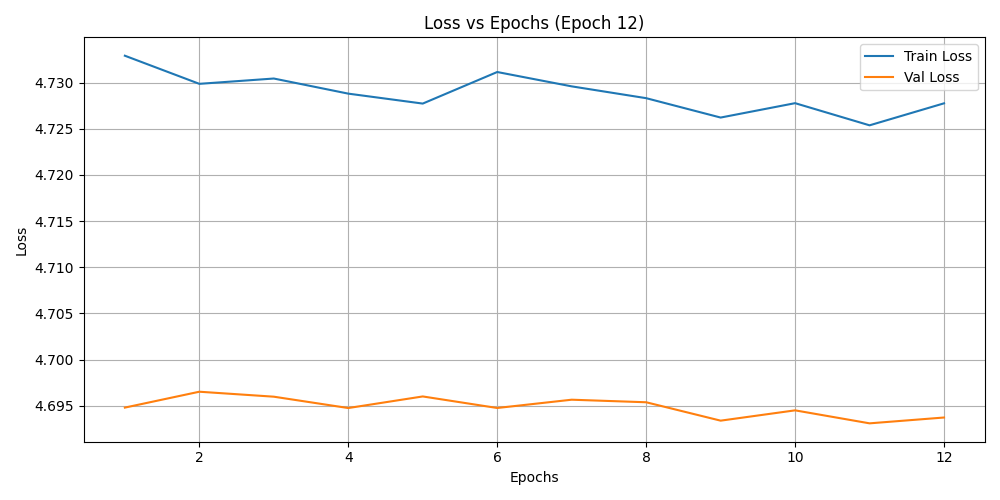 Loss vs Epochs (Epoch 12)
Train Loss
Val Loss
4.730
4.725
4.720
4.715
4.710
4.705
4.700
4.695
Loss
2 4 6 8 10 12
Epochs